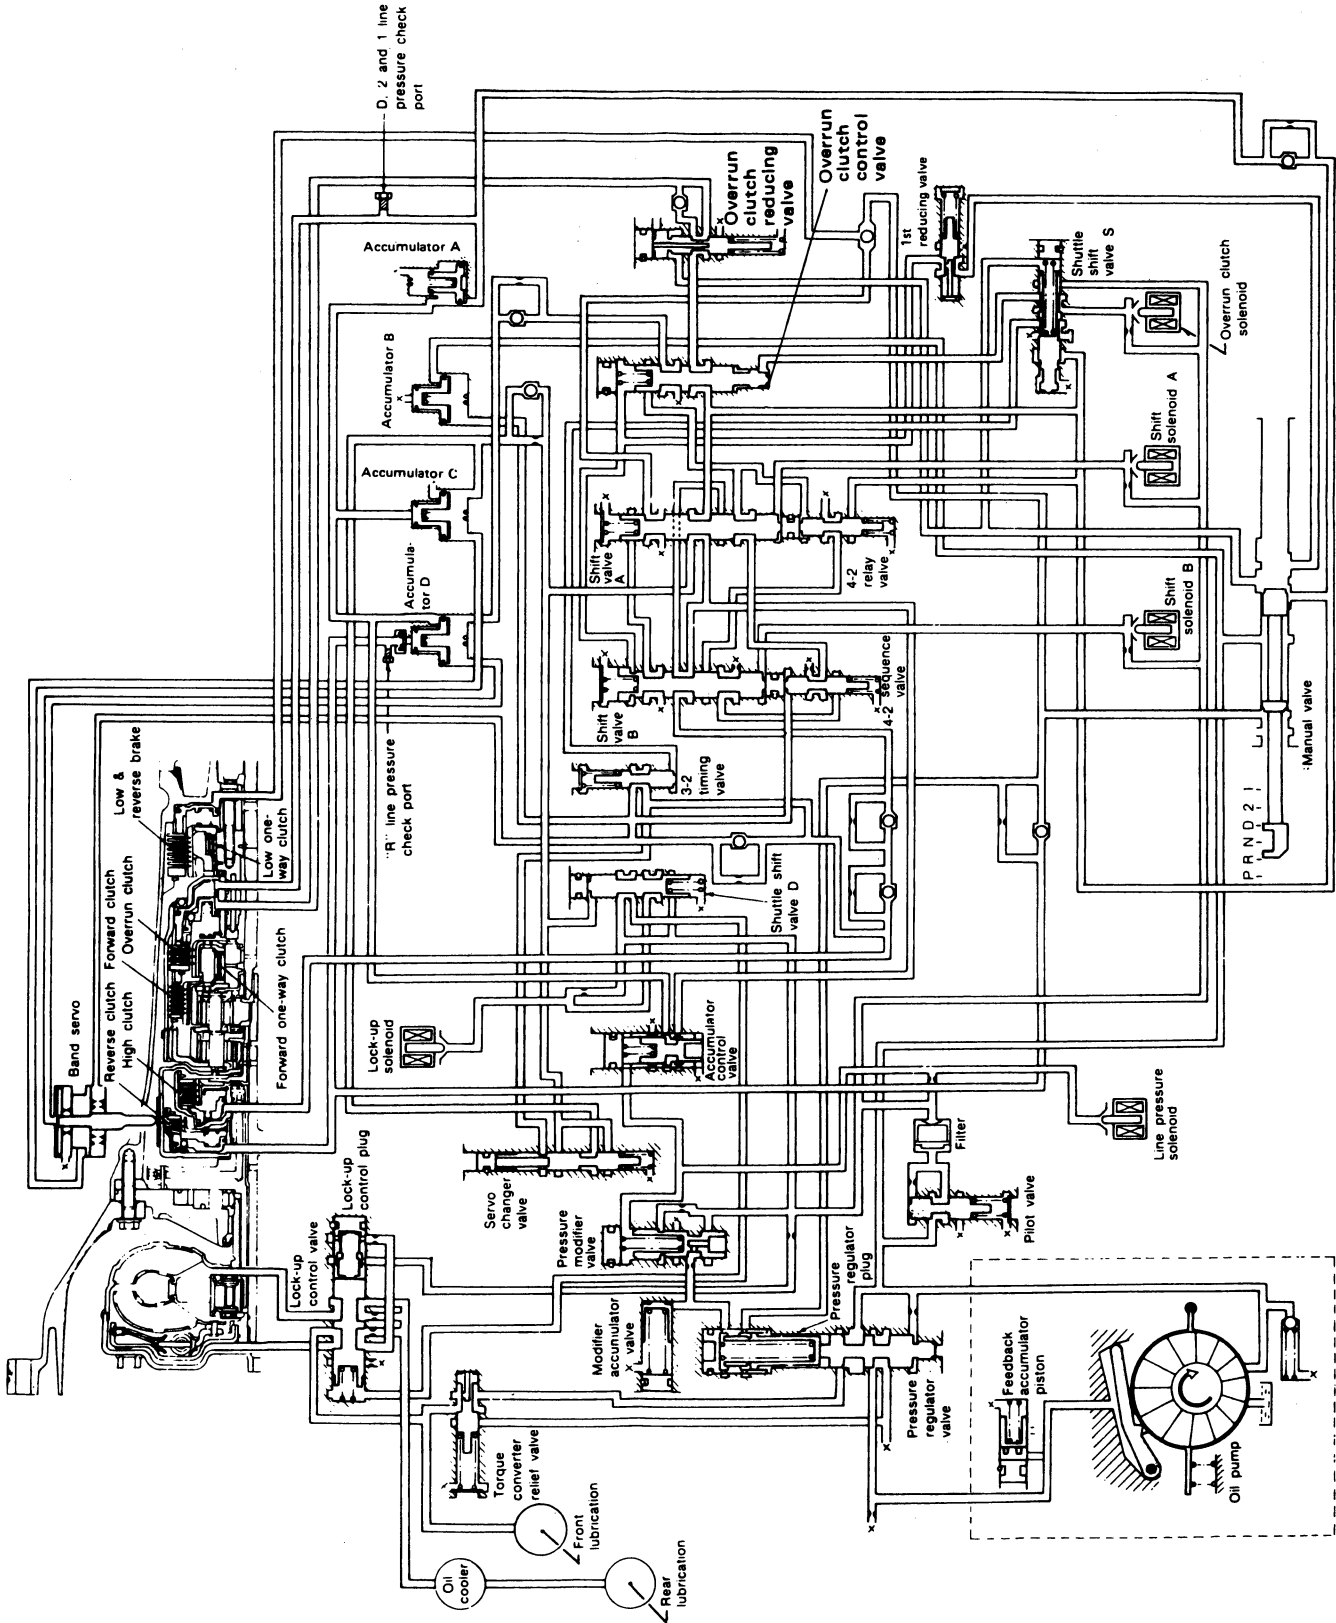 D, 2 and 1 line
pressure check
port
Accumulator A
Accumulator B
Accumulator C
Accumula-
tor D
"R" line pressure
check port
Overrun
clutch
reducing
valve
Overrun
clutch
control
valve
1st
reducing valve
Shuttle
shift
valve S
Overrun clutch
solenoid
Shift
solenoid A
Shift
solenoid B
Shift
valve
A
4-2
relay
valve
Shift
valve
B
4-2 sequence
valve
3-2
timing
valve
Shuttle shift
valve D
Manual valve
P R N D 2 1
Low &
reverse brake
Low one-
way clutch
Overrun clutch
Forward clutch
Reverse clutch
High clutch
Forward one-way clutch
Band servo
Lock-up
solenoid
Accumulator
control
valve
Line pressure
solenoid
Filter
Pilot valve
Servo
changer
valve
Lock-up
control plug
Lock-up
control valve
Pressure
modifier
valve
Pressure
regulator
plug
Modifier
accumulator
valve
Pressure
regulator
valve
Feedback
accumulator
piston
Oil pump
Torque
converter
relief valve
Front
lubrication
Oil
cooler
Rear
lubrication